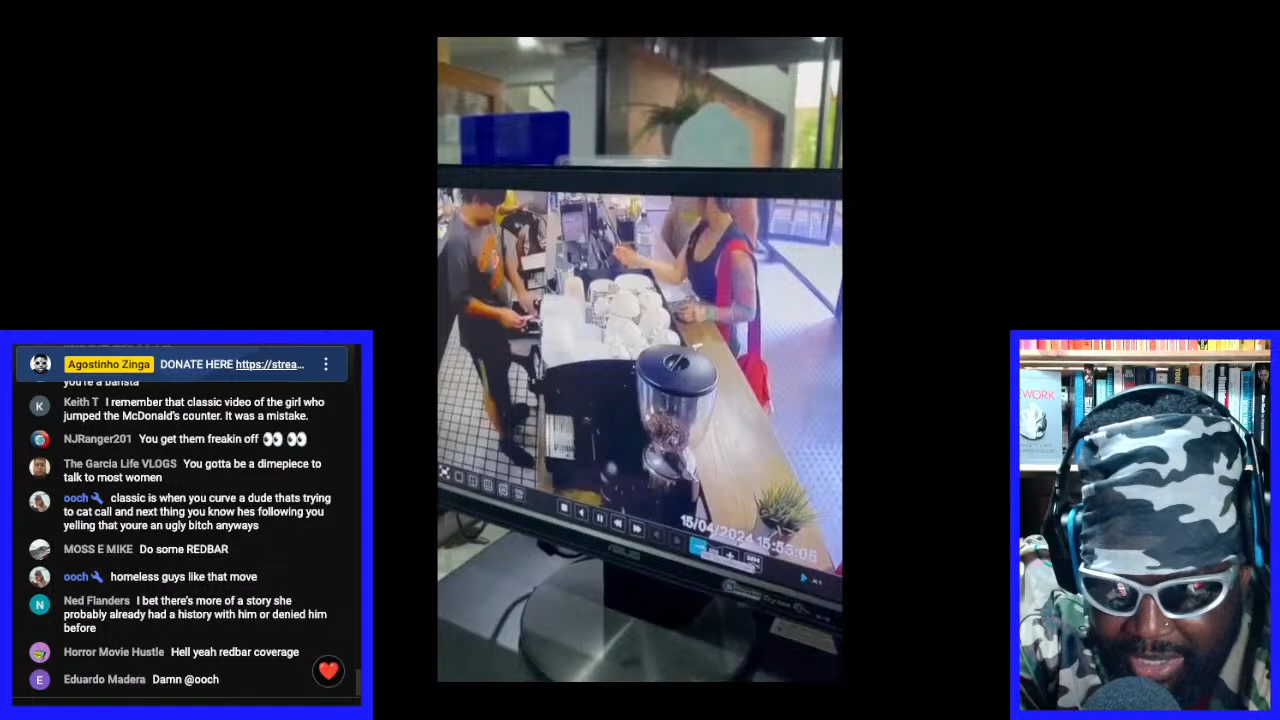 Agostinho Zinga DONATE HERE https://strea...
you're a barista
Keith T I remember that classic video of the girl who
jumped the McDonald's counter. It was a mistake.
NJRanger201 You get them freakin off 👀 👀
The Garcia Life VLOGS You gotta be a dimepiece to
talk to most women
ooch classic is when you curve a dude thats trying
to cat call and next thing you know hes following you
yelling that youre an ugly bitch anyways
MOSS E MIKE Do some REDBAR
ooch homeless guys like that move
Ned Flanders I bet there's more of a story she
probably already had a history with him or denied him
before
Horror Movie Hustle Hell yeah redbar coverage
Eduardo Madera Damn @ooch
K
N
E
15/04/2024 15:53:05
X1
ASUS
WORK